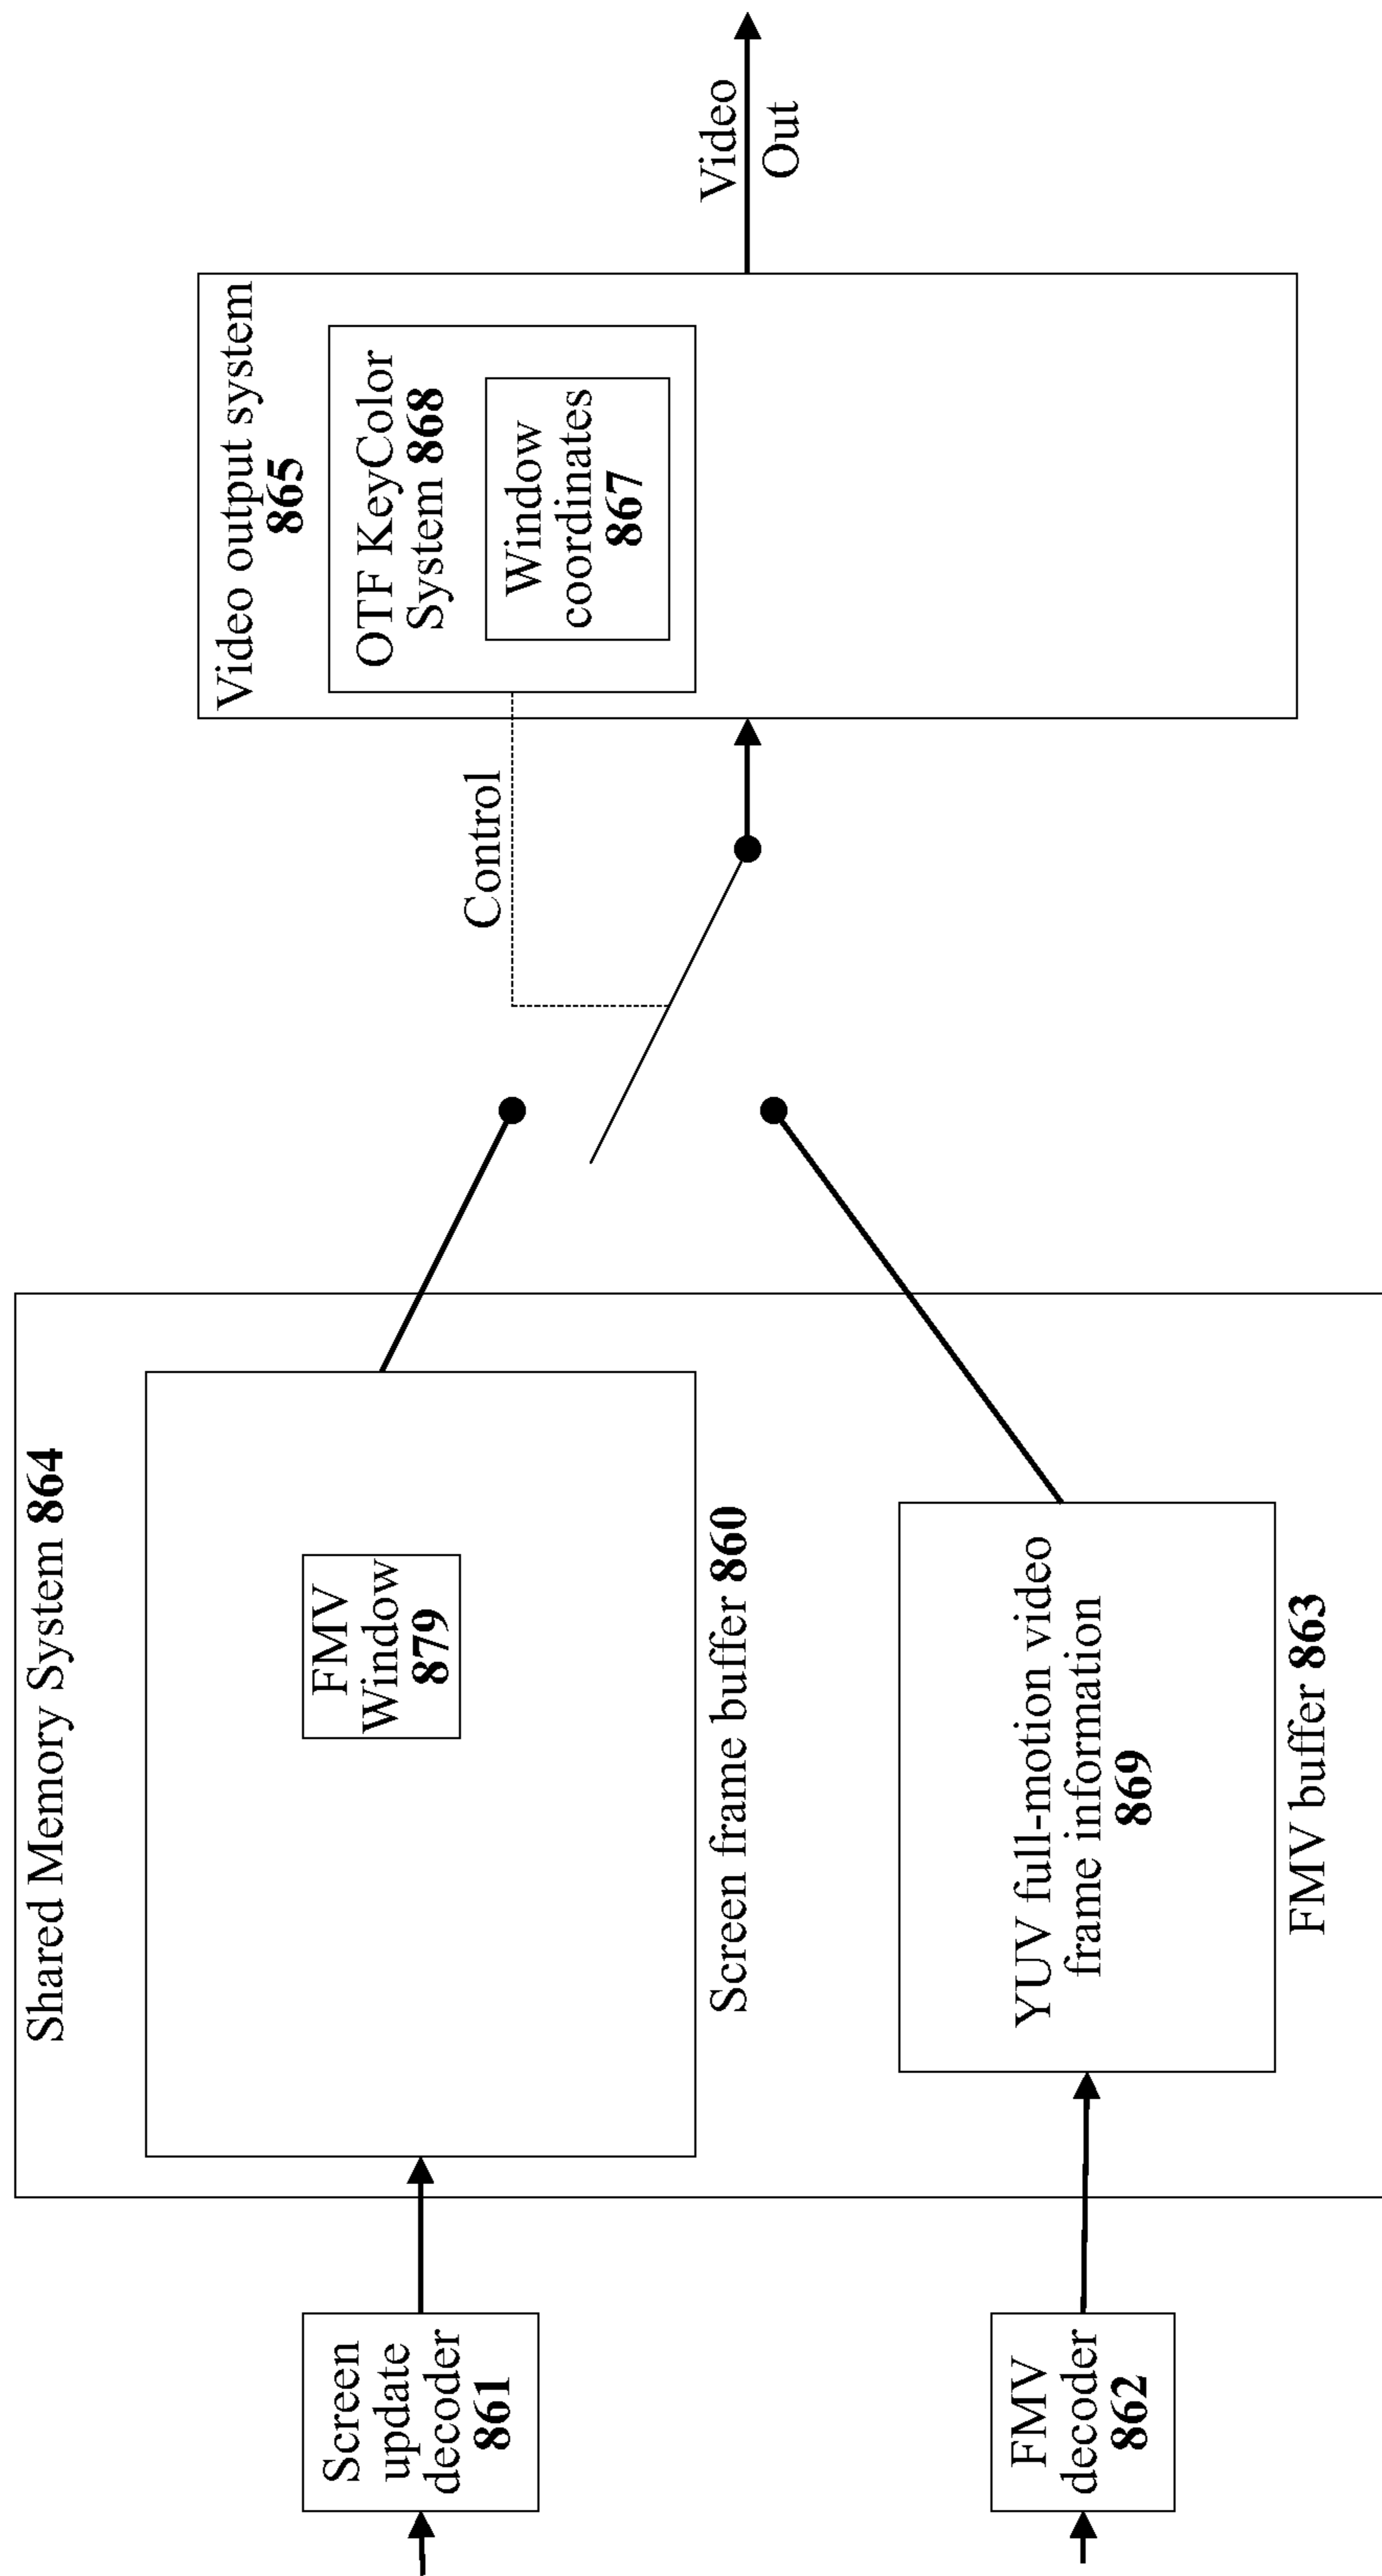 Screen
update
decoder
861
FMV
decoder
862
Shared Memory System 864
FMV
Window
879
Screen frame buffer 860
YUV full-motion video
frame information
869
FMV buffer 863
Control
Video output system
865
OTF KeyColor
System 868
Window
coordinates
867
Video
Out